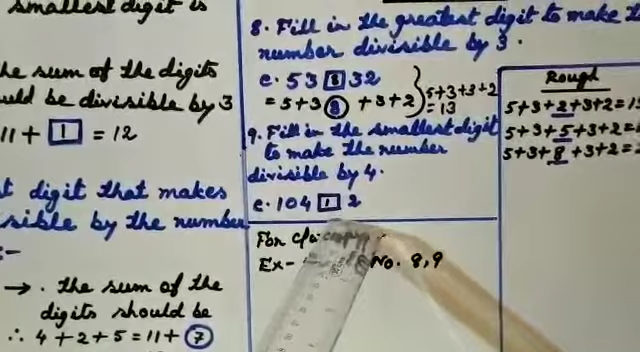 smallest digit is
he sum of the digits
uld be divisible by 3
11 + 1 = 12
st digit that makes
sible by the number
:-
→ . the sum of the
digits should be
∴ 4 + 2 + 5 = 11 + 7
8. Fill in the greatest digit to make t
number divisible by 3.
c. 53 8 32
= 5 + 3 8 + 3 + 2
5+3+3+2
= 13
9. Fill in the smallest digit
to make the number
divisible by 4.
c. 104 1 2
For c/w
Ex- No. 8, 9
Rough
5+3+2+3+2= 1
5+3+5+3+2=
5+3+8+3+2=